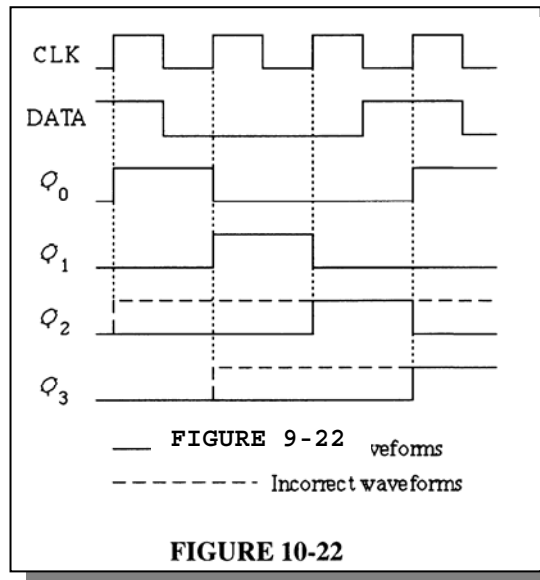 CLK
DATA
Q0
Q1
Q2
Q3
FIGURE 9-22 veforms
Incorrect waveforms
FIGURE 10-22